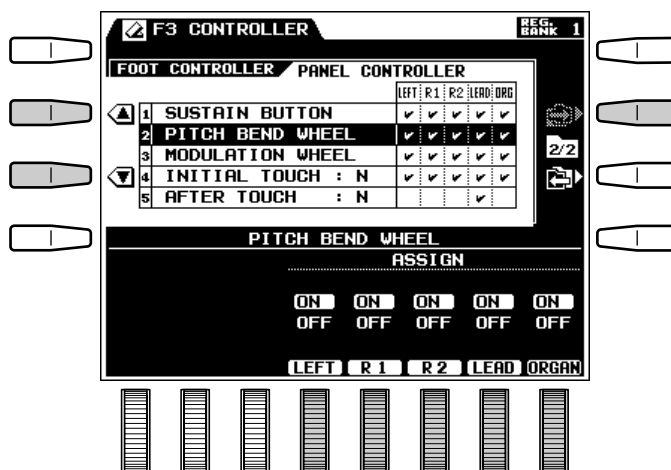 F3 CONTROLLER
REG. BANK 1
FOOT CONTROLLER PANEL CONTROLLER
LEFT R1 R2 LEAD ORG
1 SUSTAIN BUTTON ✔ ✔ ✔ ✔ ✔
2 PITCH BEND WHEEL ✔ ✔ ✔ ✔ ✔
3 MODULATION WHEEL ✔ ✔ ✔ ✔ ✔
4 INITIAL TOUCH : N ✔ ✔ ✔ ✔ ✔
5 AFTER TOUCH : N ✔
2/2
PITCH BEND WHEEL
ASSIGN
ON ON ON ON ON
OFF OFF OFF OFF OFF
LEFT R 1 R 2 LEAD ORGAN